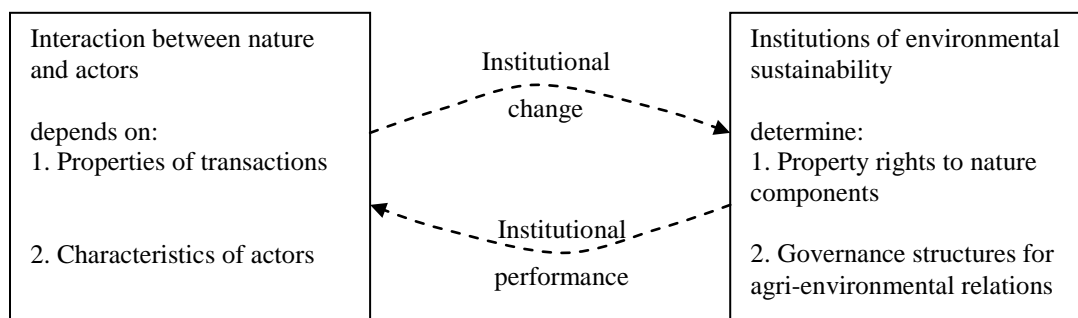 Interaction between nature
and actors
depends on:
1. Properties of transactions
2. Characteristics of actors
Institutional
change
Institutional
performance
Institutions of environmental
sustainability
determine:
1. Property rights to nature
components
2. Governance structures for
agri-environmental relations